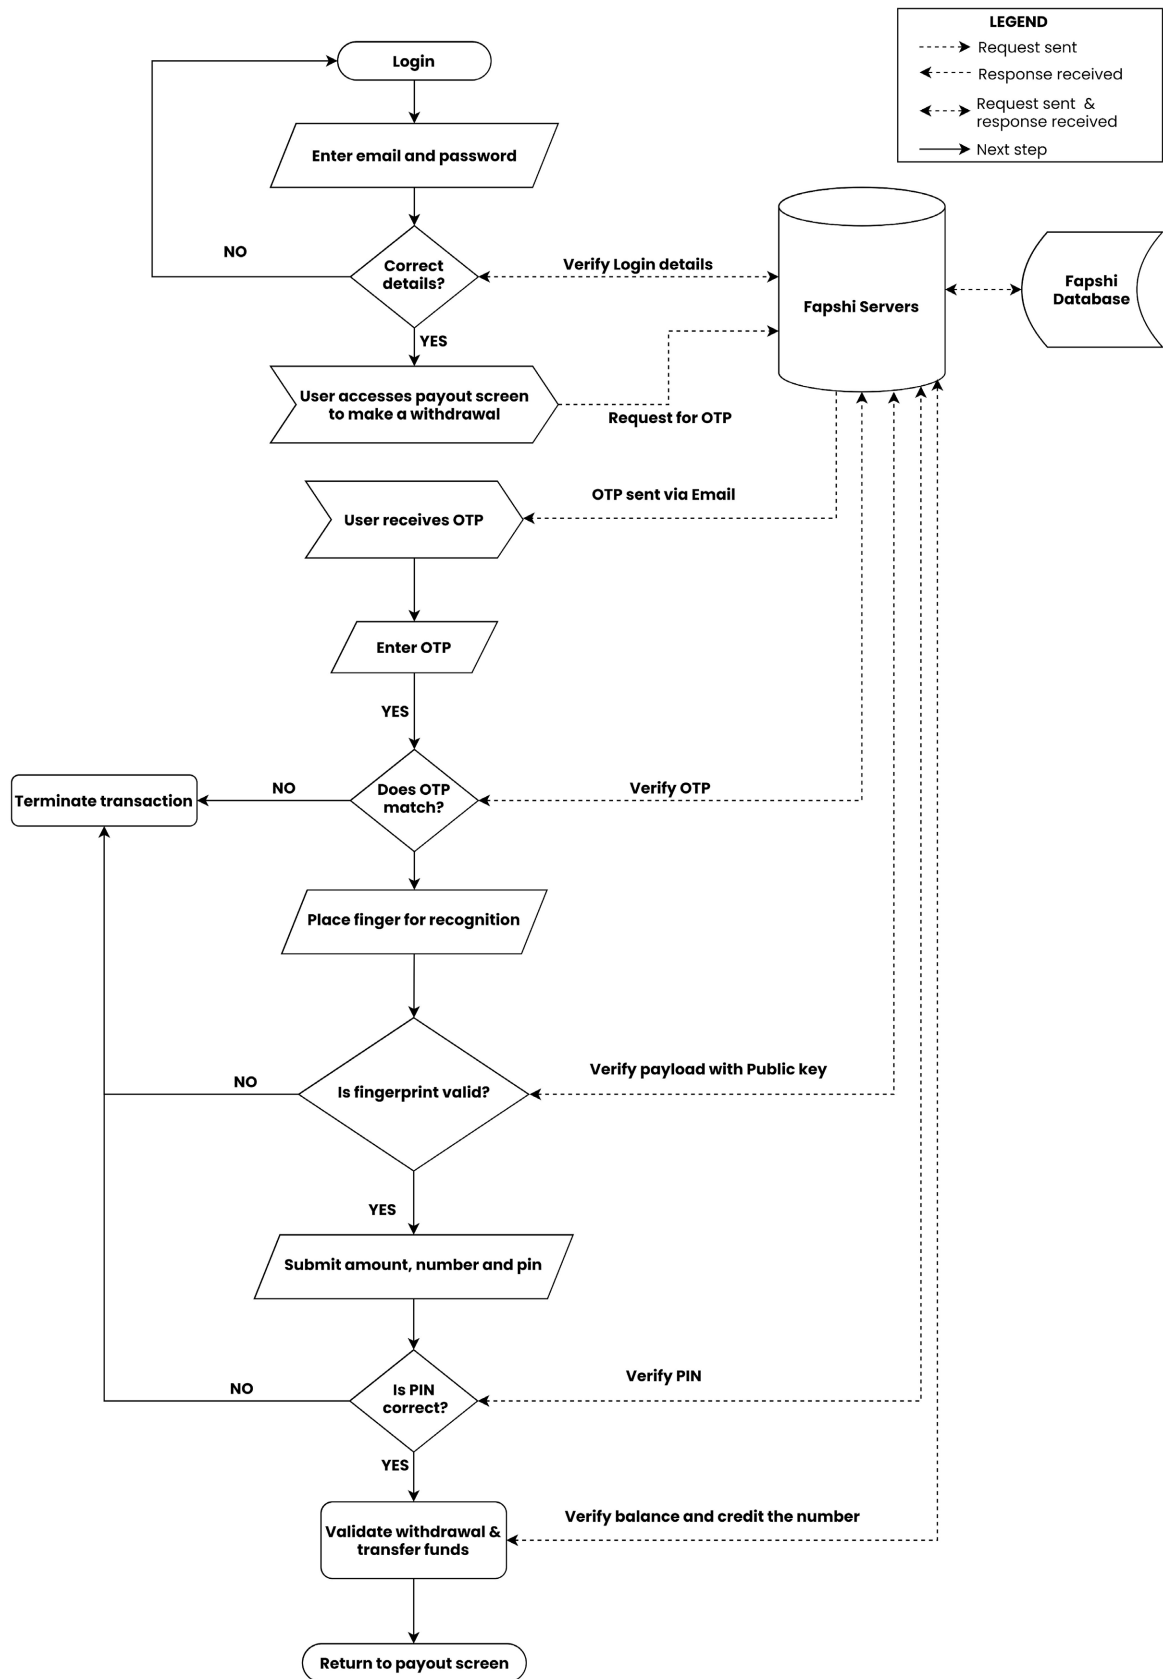 LEGEND
Request sent
Response received
Request sent &
response received
Next step
Login
Enter email and password
NO
Correct
details?
Verify Login details
Fapshi Servers
Fapshi
Database
YES
User accesses payout screen
to make a withdrawal
Request for OTP
OTP sent via Email
User receives OTP
Enter OTP
YES
Terminate transaction
NO
Does OTP
match?
Verify OTP
Place finger for recognition
NO
Is fingerprint valid?
Verify payload with Public key
YES
Submit amount, number and pin
NO
Is PIN
correct?
Verify PIN
YES
Validate withdrawal &
transfer funds
Verify balance and credit the number
Return to payout screen